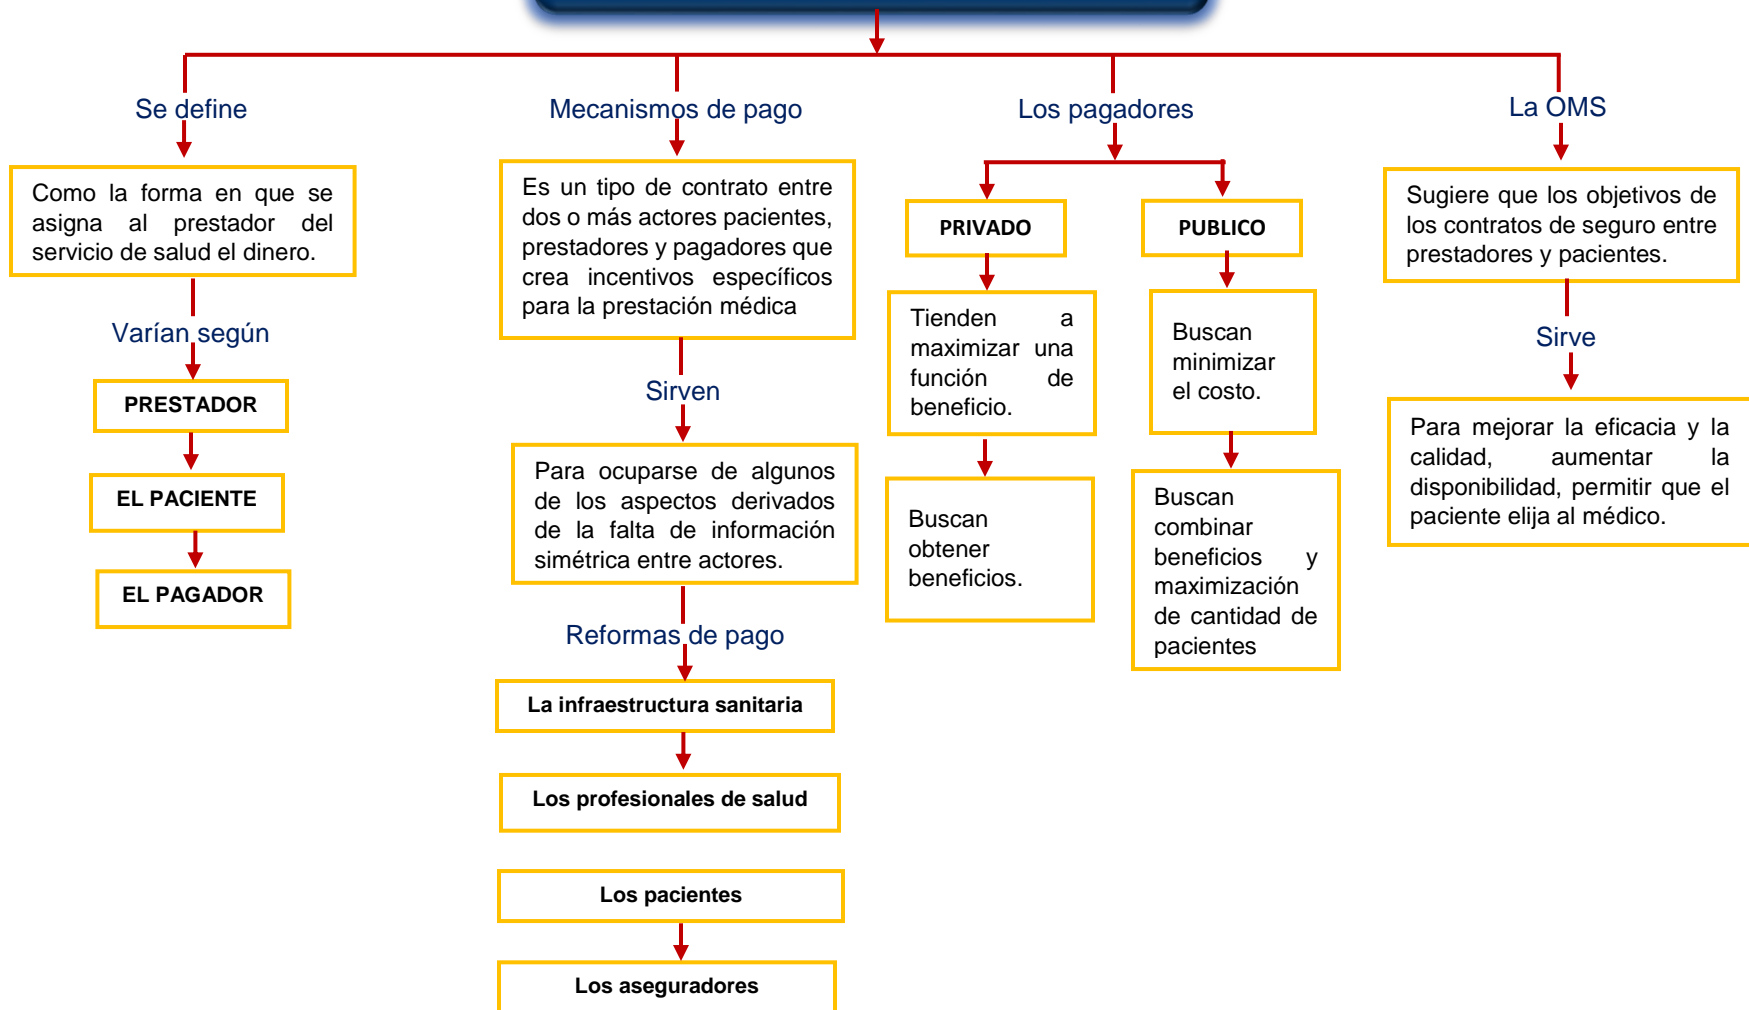 Se define
Como la forma en que se
asigna al prestador del
servicio de salud el dinero.
Varían según
PRESTADOR
EL PACIENTE
EL PAGADOR
Mecanismos de pago
Es un tipo de contrato entre
dos o más actores pacientes,
prestadores y pagadores que
crea incentivos específicos
para la prestación médica
Sirven
Para ocuparse de algunos
de los aspectos derivados
de la falta de información
simétrica entre actores.
Reformas de pago
La infraestructura sanitaria
Los profesionales de salud
Los pacientes
Los aseguradores
Los pagadores
PRIVADO
Tienden a
maximizar una
función de
beneficio.
Buscan
obtener
beneficios.
PUBLICO
Buscan
minimizar
el costo.
Buscan
combinar
beneficios y
maximización
de cantidad de
pacientes
La OMS
Sugiere que los objetivos de
los contratos de seguro entre
prestadores y pacientes.
Sirve
Para mejorar la eficacia y la
calidad, aumentar la
disponibilidad, permitir que el
paciente elija al médico.